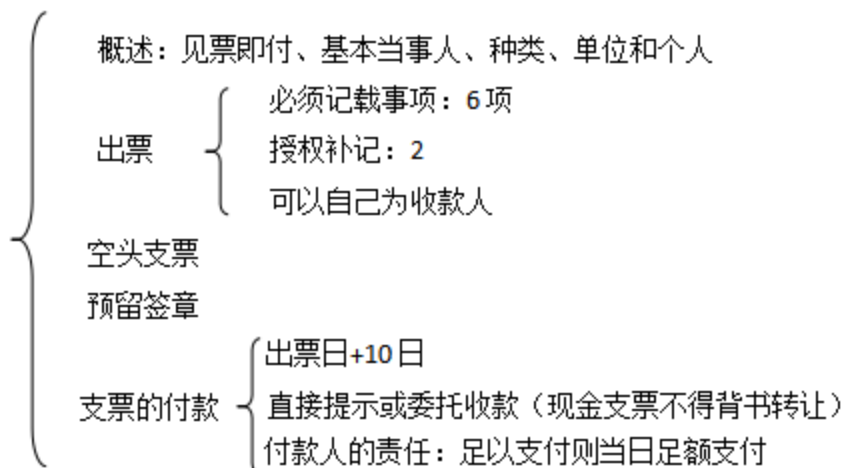 概述：见票即付、基本当事人、种类、单位和个人
必须记载事项：6项
出票
授权补记：2
可以自己为收款人
空头支票
预留签章
出票日+10日
支票的付款
直接提示或委托收款（现金支票不得背书转让）
付款人的责任：足以支付则当日足额支付